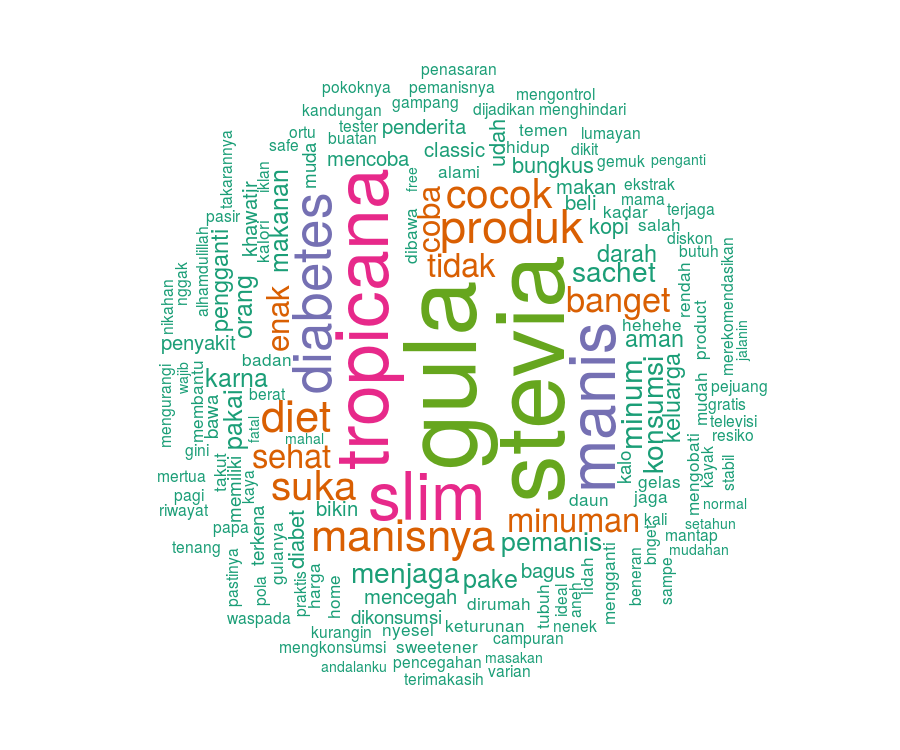 penasaran
pokoknya
pemanisnya
mengontrol
kandungan
gampang
dijadikan
menghindari
ortu
tester
penderita
udah
temen
lumayan
takarannya
safe
buatan
classic
hidup
dikit
iklan
muda
mencoba
alami
bungkus
gemuk
penganti
free
makan
ekstrak
khawatir
makanan
diabetes
tropicana
coba
cocok
beli
mama
pasir
kalori
dibawa
produk
kopi
kadar
terjaga
salah
alhamdulillah
pengganti
tidak
darah
diskon
butuh
nikahan
nggak
orang
enak
gula
stevia
sachet
rendah
merekomendasikan
banget
manis
hehehe
product
jalanin
penyakit
badan
aman
mengurangi
wajib
membantu
karna
berat
minum
konsumsi
keluarga
mudah
pejuang
bawa
pakai
fatal
diet
gratis
televisi
mahal
resiko
gini
takut
memiliki
sehat
kalo
mengobati
kayak
stabil
mertua
kaya
suka
slim
gelas
pagi
daun
jaga
normal
riwayat
bikin
minuman
kali
setahun
papa
terkena
diabet
manisnya
pemanis
bnget
mantap
tenang
gulanya
mudahan
pastinya
pola
praktis
harga
home
menjaga
pake
bagus
lidah
mengganti
beneran
sampe
mencegah
dirumah
tubuh
ideal
aneh
waspada
dikonsumsi
kurangin
nyesel
keturunan
nenek
campuran
mengkonsumsi
sweetener
andalanku
pencegahan
masakan
varian
terimakasih